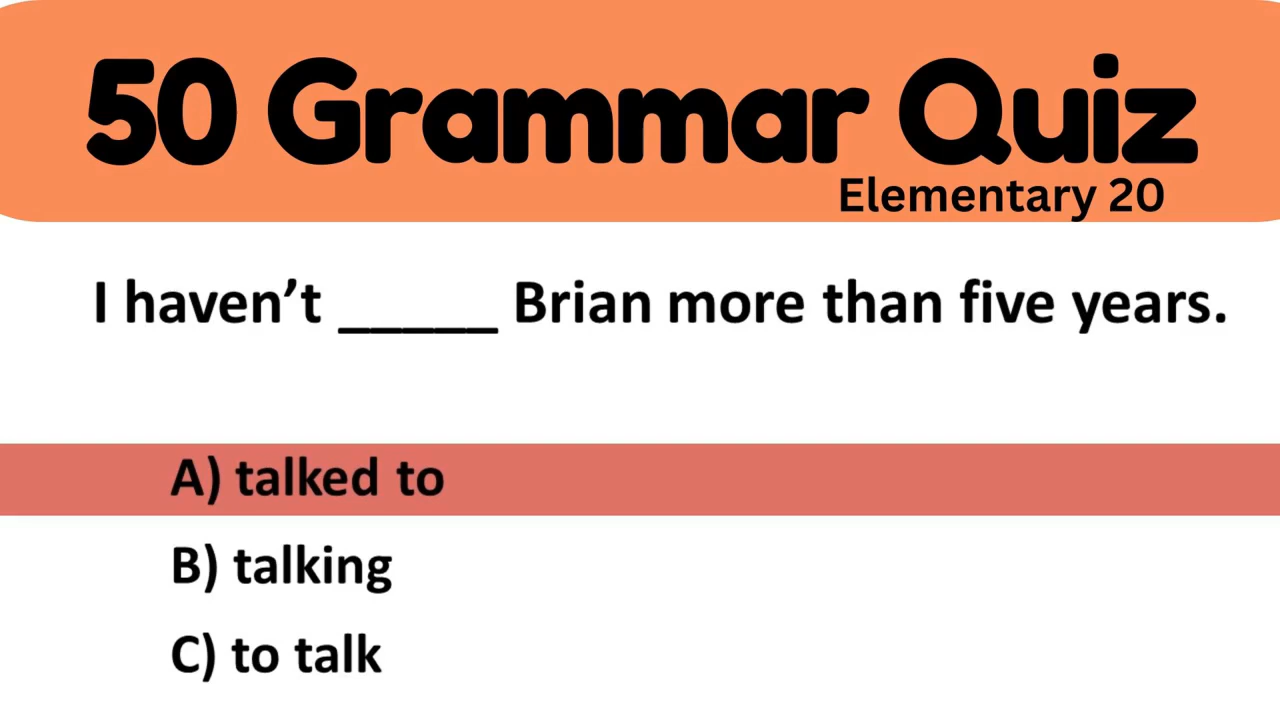 50 Grammar Quiz
Elementary 20
I haven’t _____ Brian more than five years.
A) talked to
B) talking
C) to talk